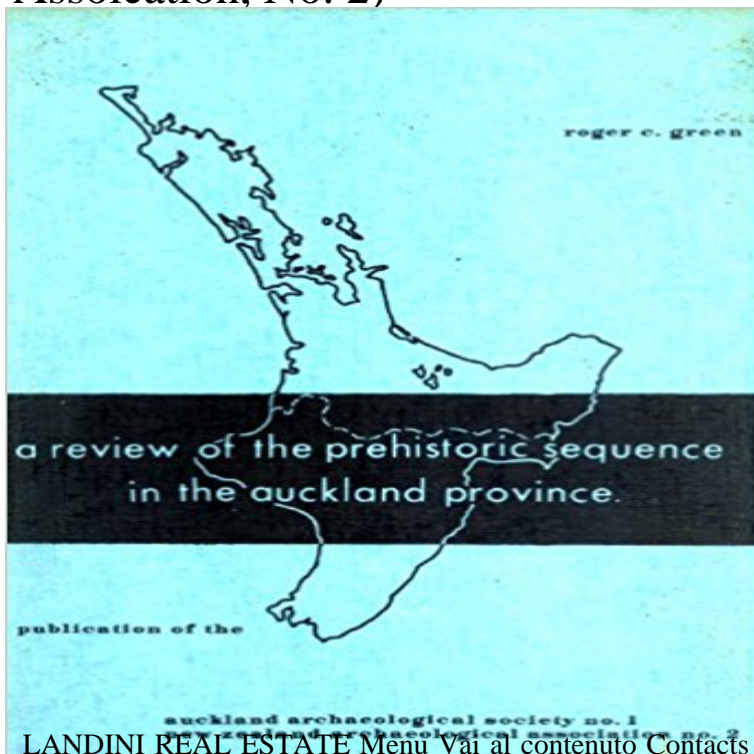 Assoication, No. 2)
roger c. green
a review of the prehistoric sequence
in the auckland province.
publication of the
auckland archaeological society no. 1
new zealand archaeological association no. 2
LANDINI REAL ESTATE Menu Vai al contenuto Contacts